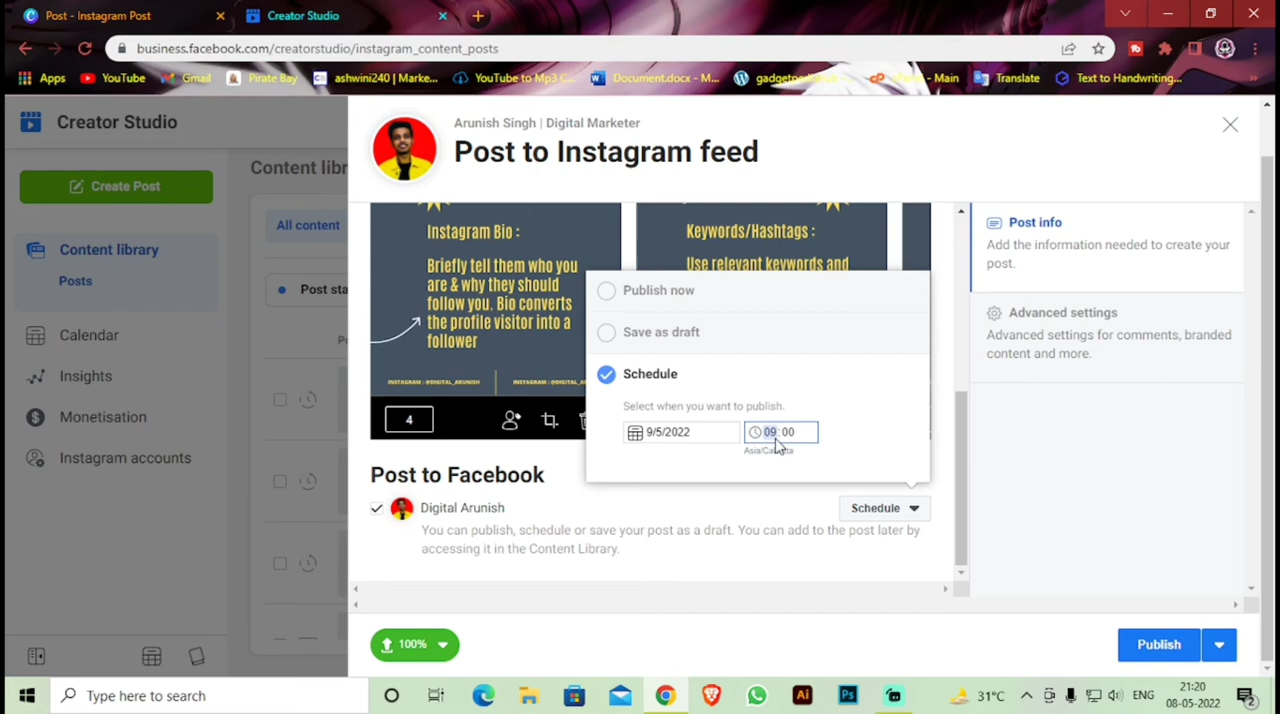 Post - Instagram Post
Creator Studio
business.facebook.com/creatorstudio/instagram_content_posts
Apps
YouTube
Gmail
Pirate Bay
ashwini240 | Marke...
YouTube to Mp3 C...
Document.docx - M...
- Main
Translate
Text to Handwriting...
Creator Studio
Create Post
Content library
Posts
Calendar
Insights
Monetisation
Instagram accounts
Content libr
All content
Post sta
Arunish Singh | Digital Marketer
Post to Instagram feed
Instagram Bio :
Briefly tell them who you
are & why they should
follow you. Bio converts
the profile visitor into a
follower
INSTAGRAM : @DIGITAL_ARUNISH
INSTAGRAM : @DIGITAL_A
Keywords/Hashtags :
Use relevant keywords and
4
Publish now
Save as draft
Schedule
Select when you want to publish.
9/5/2022
09:00
Post to Facebook
Digital Arunish
Schedule
You can publish, schedule or save your post as a draft. You can add to the post later by
accessing it in the Content Library.
Post info
Add the information needed to create your
post.
Advanced settings
Advanced settings for comments, branded
content and more.
100%
Publish
Type here to search
Ai
Ps
31°C
ENG
21:20
08-05-2022
2